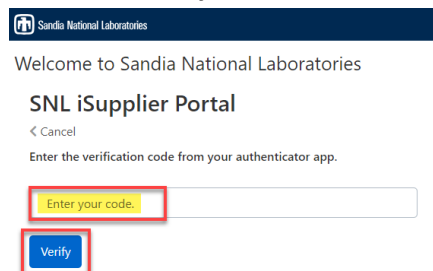 Sandia National Laboratories
Welcome to Sandia National Laboratories
SNL iSupplier Portal
< Cancel
Enter the verification code from your authenticator app.
Enter your code.
Verify